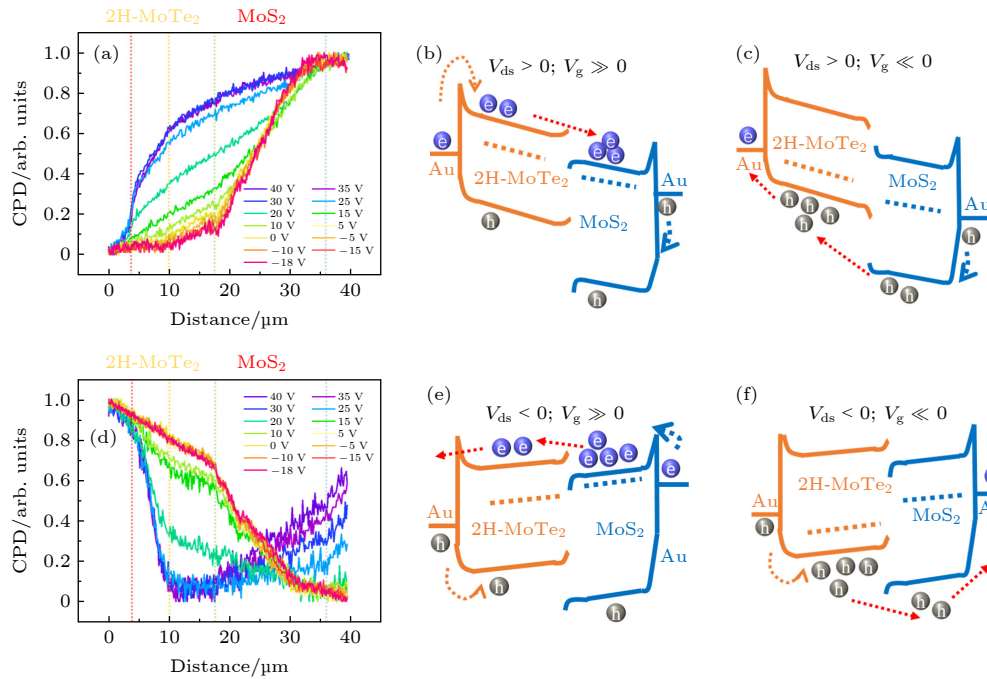 2H-MoTe₂ MoS₂
(a)
CPD/arb. units
1.0
0.8
0.6
0.4
0.2
0
40 V 35 V
30 V 25 V
20 V 15 V
10 V 5 V
0 V −5 V
−10 V −15 V
−18 V
0 10 20 30 40
Distance/µm
(b)
Vds > 0; Vg ≫ 0
e e
e
e e e
Au
2H-MoTe₂
Au
h
h
MoS₂
h
(c)
Vds > 0; Vg ≪ 0
e
2H-MoTe₂
Au
MoS₂
Au
h h h
h h
h
h h
2H-MoTe₂ MoS₂
(d)
CPD/arb. units
1.0
0.8
0.6
0.4
0.2
0
40 V 35 V
30 V 25 V
20 V 15 V
10 V 5 V
0 V −5 V
−10 V −15 V
−18 V
0 10 20 30 40
Distance/µm
(e)
Vds < 0; Vg ≫ 0
e e
e e
e e e
e
Au
2H-MoTe₂
MoS₂
h
Au
h
h
(f)
Vds < 0; Vg ≪ 0
2H-MoTe₂
Au
MoS₂
h
h h h
h h
h h